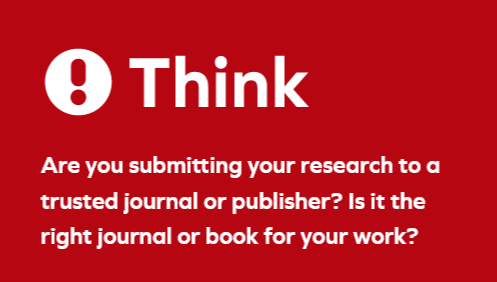 Think
Are you submitting your research to a
trusted journal or publisher? Is it the
right journal or book for your work?